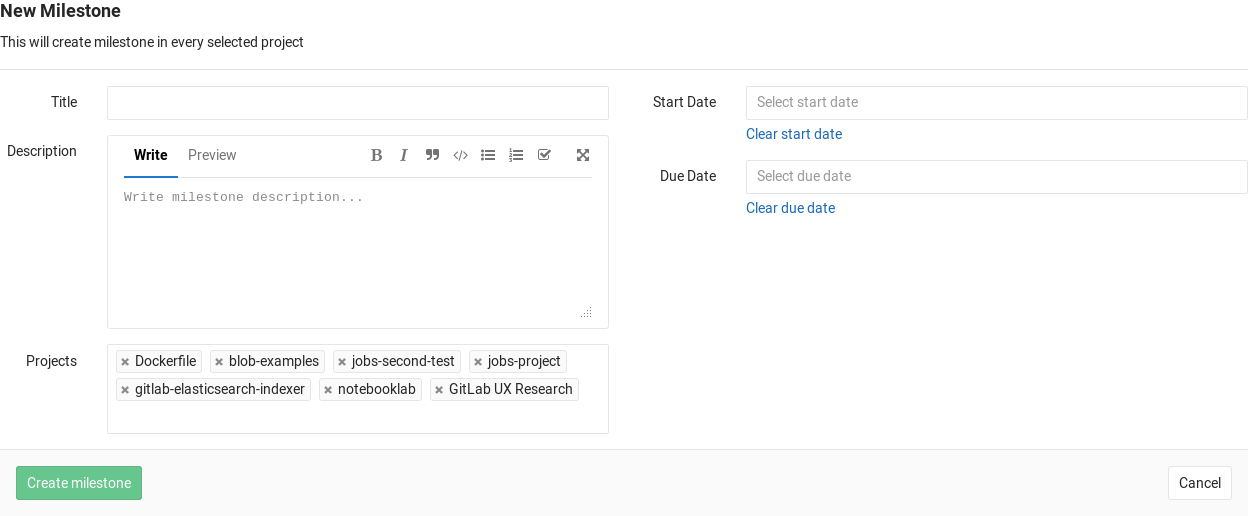 New Milestone
This will create milestone in every selected project
Title
Start Date
Select start date
Clear start date
Description
Write Preview B I </>
Write milestone description...
Due Date
Select due date
Clear due date
Projects
× Dockerfile × blob-examples × jobs-second-test × jobs-project
× gitlab-elasticsearch-indexer × notebooklab × GitLab UX Research
Create milestone
Cancel